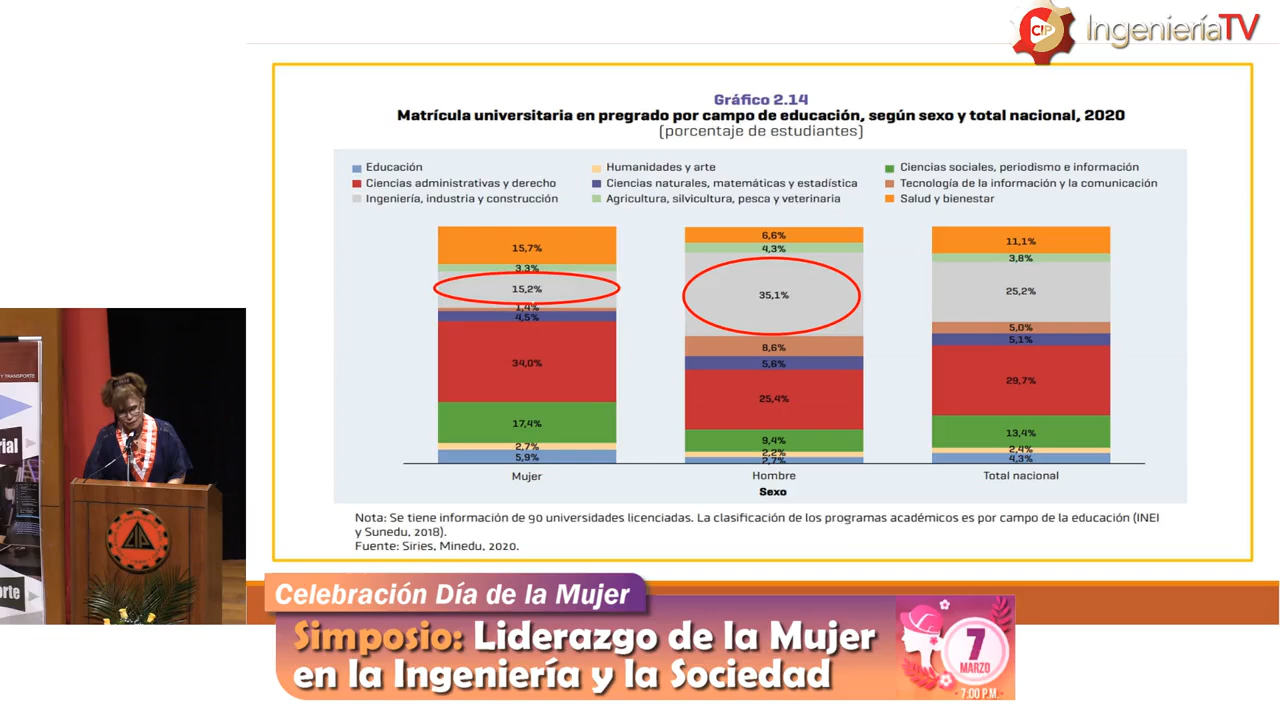 CIP IngenieríaTV
Gráfico 2.14
Matrícula universitaria en pregrado por campo de educación, según sexo y total nacional, 2020
(porcentaje de estudiantes)
Educación
Humanidades y arte
Ciencias sociales, periodismo e información
Ciencias administrativas y derecho
Ciencias naturales, matemáticas y estadística
Tecnología de la información y la comunicación
Ingeniería, industria y construcción
Agricultura, silvicultura, pesca y veterinaria
Salud y bienestar
15,7%
3,3%
15,2%
1,4%
4,5%
34,0%
17,4%
2,7%
5,9%
Mujer
6,6%
4,3%
35,1%
8,6%
5,6%
25,4%
9,4%
2,2%
2,7%
Hombre
11,1%
3,8%
25,2%
5,0%
5,1%
29,7%
13,4%
2,4%
4,3%
Total nacional
Sexo
Nota: Se tiene información de 90 universidades licenciadas. La clasificación de los programas académicos es por campo de la educación (INEI
y Sunedu, 2018).
Fuente: Siries, Minedu, 2020.
Y TRANSPORTE
rial
orte
Celebración Día de la Mujer
Simposio: Liderazgo de la Mujer
en la Ingeniería y la Sociedad
7
MARZO
7:00 P.M.